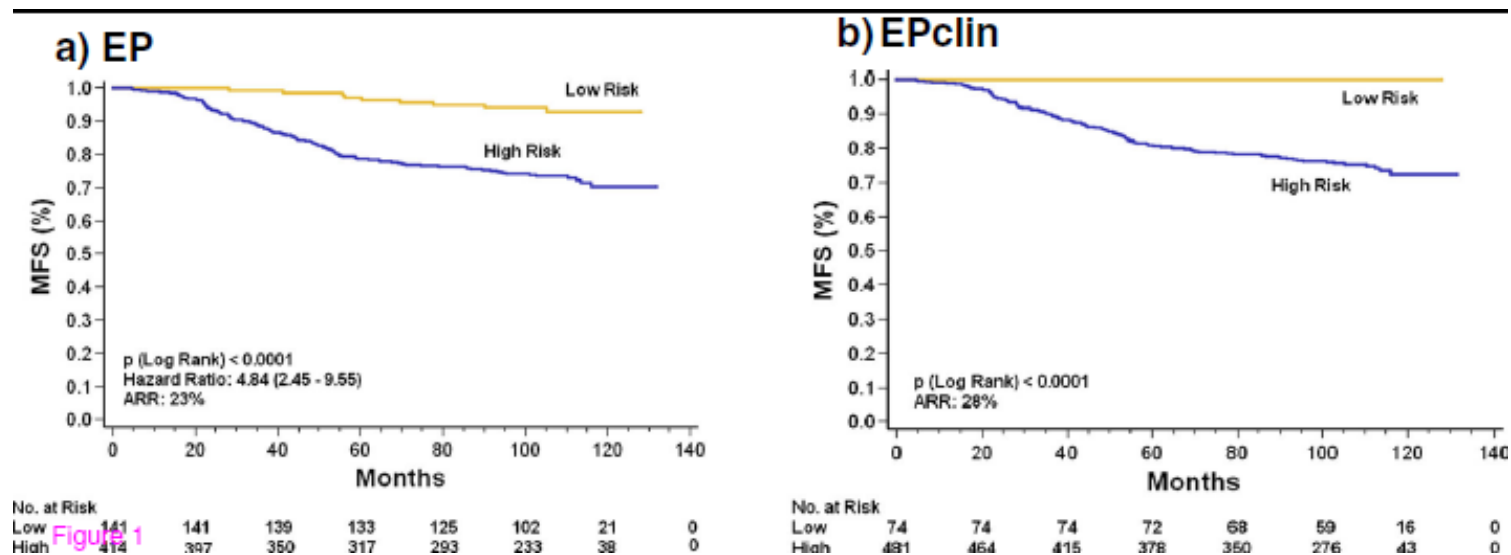 a) EP
1.0
0.9
0.8
0.7
0.6
0.5
0.4
0.3
0.2
0.1
0.0
MFS (%)
Low Risk
High Risk
p (Log Rank) < 0.0001
Hazard Ratio: 4.84 (2.45 - 9.55)
ARR: 23%
0 20 40 60 80 100 120 140
Months
No. at Risk
Low 141 141 139 133 125 102 21 0
High 414 397 350 317 293 233 38 0
Figure 1
b) EPclin
1.0
0.9
0.8
0.7
0.6
0.5
0.4
0.3
0.2
0.1
0.0
MFS (%)
Low Risk
High Risk
p (Log Rank) < 0.0001
ARR: 28%
0 20 40 60 80 100 120 140
Months
No. at Risk
Low 74 74 74 72 68 59 16 0
High 481 464 415 378 350 276 43 0